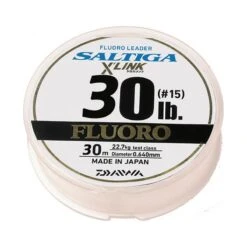 FLUORO LEADER
SALTIGA
X LINK
30 lb.
(#15)
FLUORO
30m
22.7kg test class
Diameter 0.640mm
MADE IN JAPAN
DAIWA